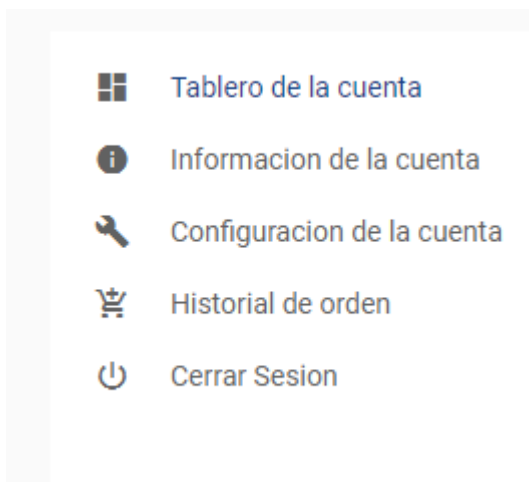 Tablero de la cuenta
Informacion de la cuenta
Configuracion de la cuenta
Historial de orden
Cerrar Sesion